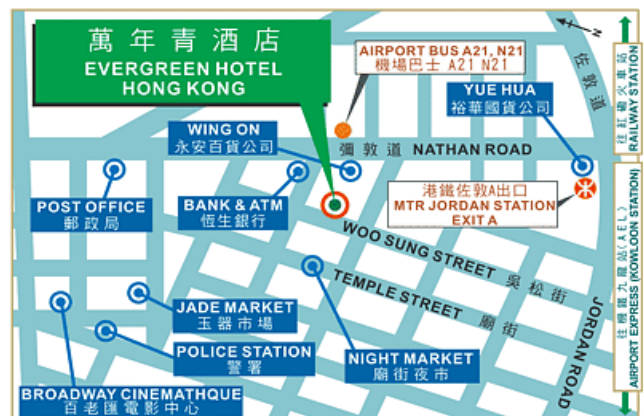 萬年青酒店
EVERGREEN HOTEL
HONG KONG
AIRPORT BUS A21, N21
機場巴士 A21 N21
佐敦道
往紅磡火車站
RAILWAY STATION
YUE HUA
裕華國貨公司
WING ON
永安百貨公司
彌敦道 NATHAN ROAD
POST OFFICE
郵政局
BANK & ATM
恆生銀行
港鐵佐敦A出口
MTR JORDAN STATION
EXIT A
WOO SUNG STREET 吳松街
TEMPLE STREET 廟街
JORDAN ROAD
往機鐵九龍站(AEL)
AIRPORT EXPRESS (KOWLOON STATION)
JADE MARKET
玉器市場
POLICE STATION
警署
NIGHT MARKET
廟街夜市
BROADWAY CINEMATHQUE
百老匯電影中心